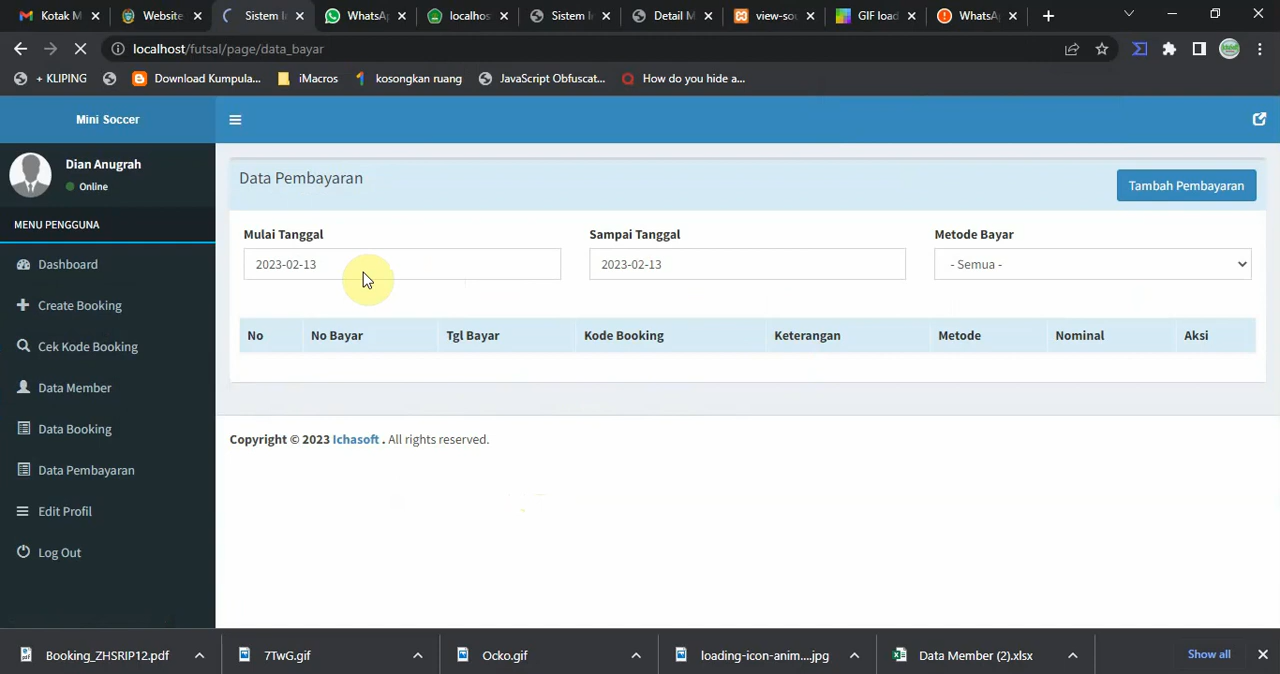 Kotak M
Website
Sistem I
WhatsA
localhos
Sistem I
Detail M
view-sou
GIF load
WhatsA
localhost/futsal/page/data_bayar
+ KLIPING
Download Kumpula...
iMacros
kosongkan ruang
JavaScript Obfuscat...
How do you hide a...
Mini Soccer
Dian Anugrah
Online
MENU PENGGUNA
Dashboard
Create Booking
Cek Kode Booking
Data Member
Data Booking
Data Pembayaran
Edit Profil
Log Out
Data Pembayaran
Tambah Pembayaran
Mulai Tanggal
Sampai Tanggal
Metode Bayar
2023-02-13
2023-02-13
- Semua -
No No Bayar Tgl Bayar Kode Booking Keterangan Metode Nominal Aksi
Copyright © 2023 Ichasoft . All rights reserved.
Booking_ZHSRIP12.pdf
7TwG.gif
Ocko.gif
loading-icon-anim....jpg
Data Member (2).xlsx
Show all